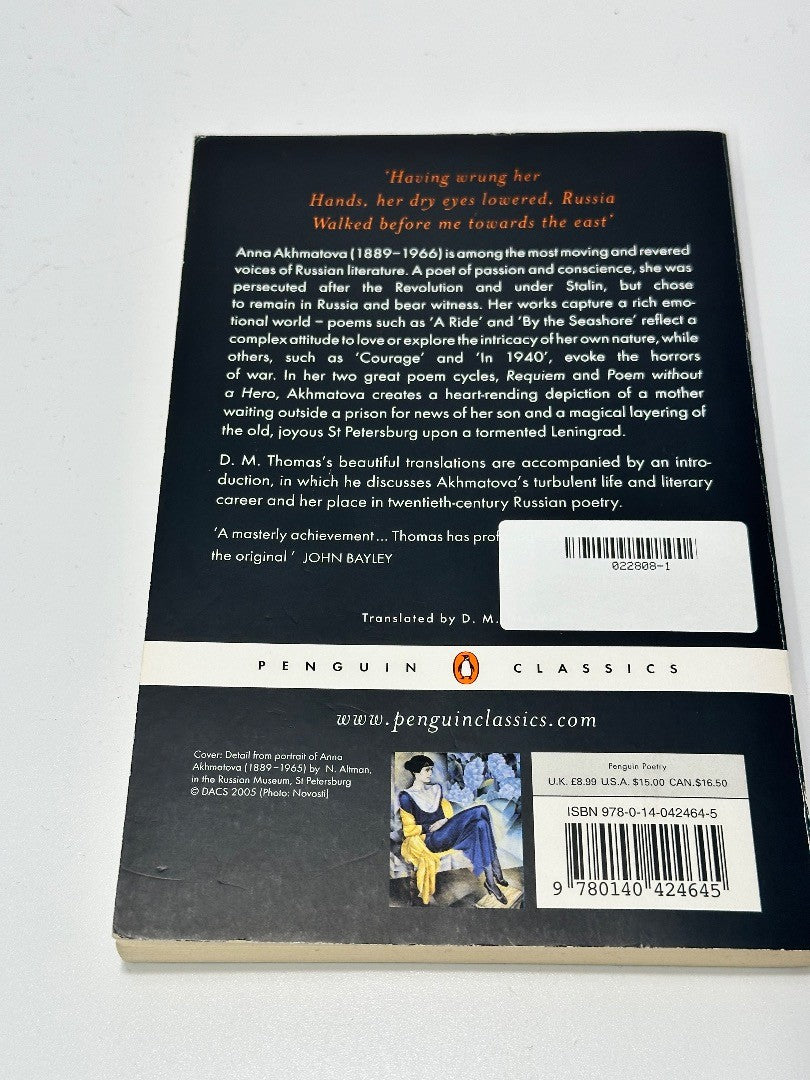 'Having wrung her
Hands, her dry eyes lowered, Russia
Walked before me towards the east'
Anna Akhmatova (1889–1966) is among the most moving and revered
voices of Russian literature. A poet of passion and conscience, she was
persecuted after the Revolution and under Stalin, but chose
to remain in Russia and bear witness. Her works capture a rich emo-
tional world – poems such as 'A Ride' and 'By the Seashore' reflect a
complex attitude to love or explore the intricacy of her own nature, while
others, such as 'Courage' and 'In 1940', evoke the horrors
of war. In her two great poem cycles, Requiem and Poem without
a Hero, Akhmatova creates a heart-rending depiction of a mother
waiting outside a prison for news of her son and a magical layering of
the old, joyous St Petersburg upon a tormented Leningrad.
D. M. Thomas's beautiful translations are accompanied by an intro-
duction, in which he discusses Akhmatova's turbulent life and literary
career and her place in twentieth-century Russian poetry.
'A masterly achievement... Thomas has
the original' JOHN BAYLEY
022808-1
Translated by D. M.
PENGUIN CLASSICS
www.penguinclassics.com
Cover: Detail from portrait of Anna
Akhmatova (1889–1965) by N. Altman,
in the Russian Museum, St Petersburg
© DACS 2005 (Photo: Novosti)
Penguin Poetry
U.K. £8.99 U.S.A. $15.00 CAN.$16.50
ISBN 978-0-14-042464-5
9 780140 424645